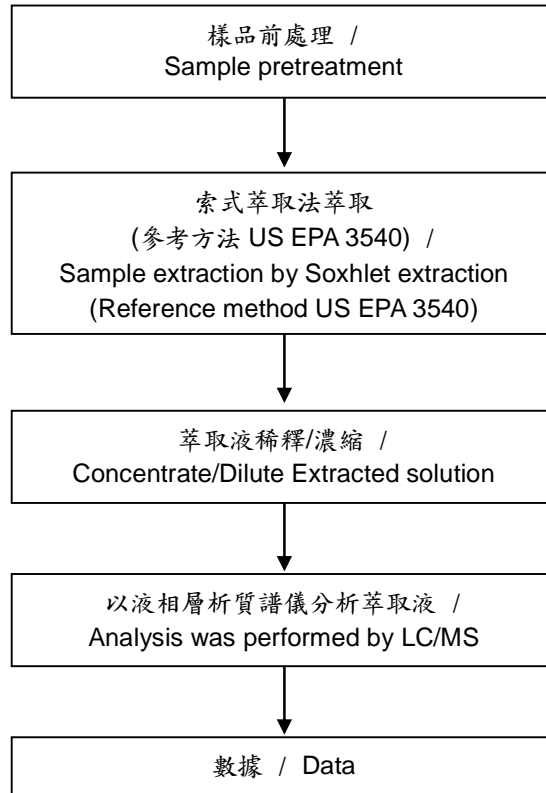 樣品前處理 /
Sample pretreatment
索式萃取法萃取
(參考方法 US EPA 3540) /
Sample extraction by Soxhlet extraction
(Reference method US EPA 3540)
萃取液稀釋/濃縮 /
Concentrate/Dilute Extracted solution
以液相層析質譜儀分析萃取液 /
Analysis was performed by LC/MS
數據 / Data